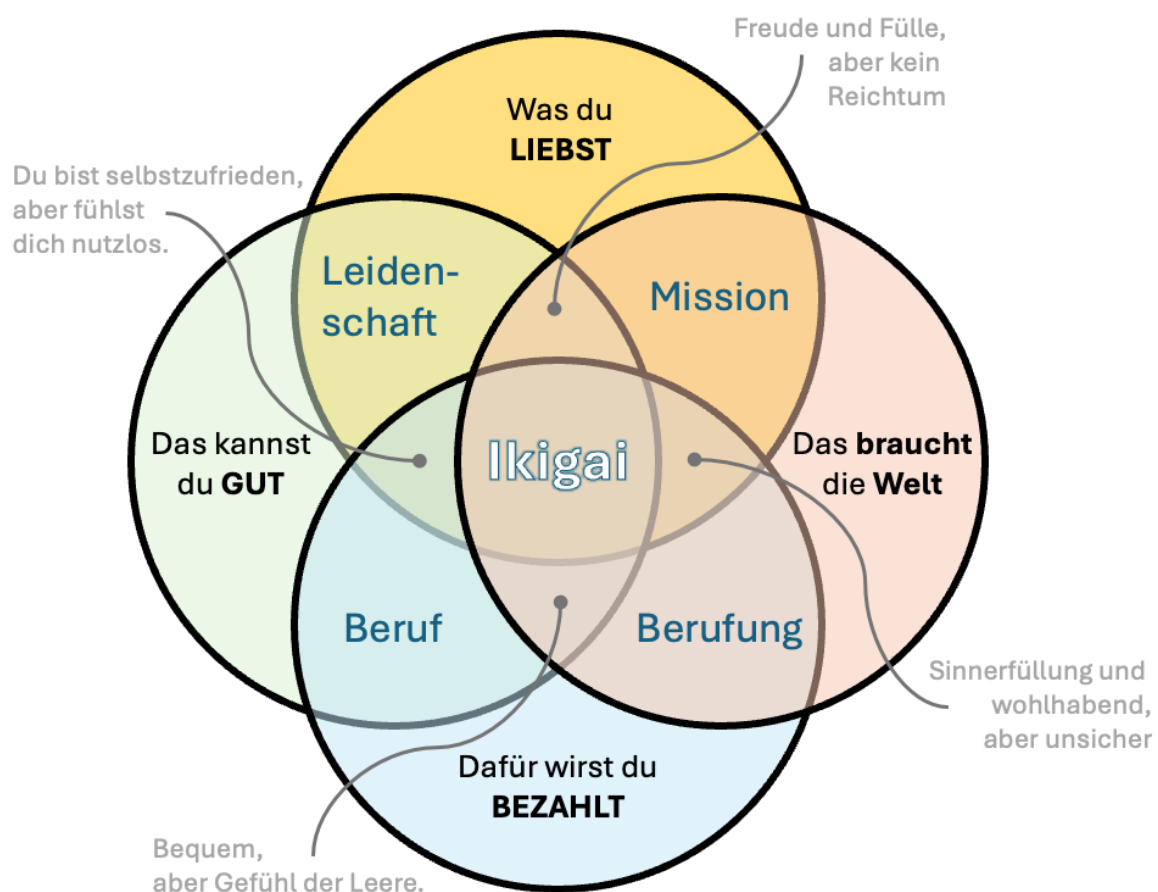 Freude und Fülle,
aber kein
Reichtum
Was du
LIEBST
Du bist selbstzufrieden,
aber fühlst
dich nutzlos.
Leiden-
schaft
Mission
Das kannst
du GUT
Ikigai
Das braucht
die Welt
Beruf
Berufung
Sinnerfüllung und
wohlhabend,
aber unsicher
Dafür wirst du
BEZAHLT
Bequem,
aber Gefühl der Leere.